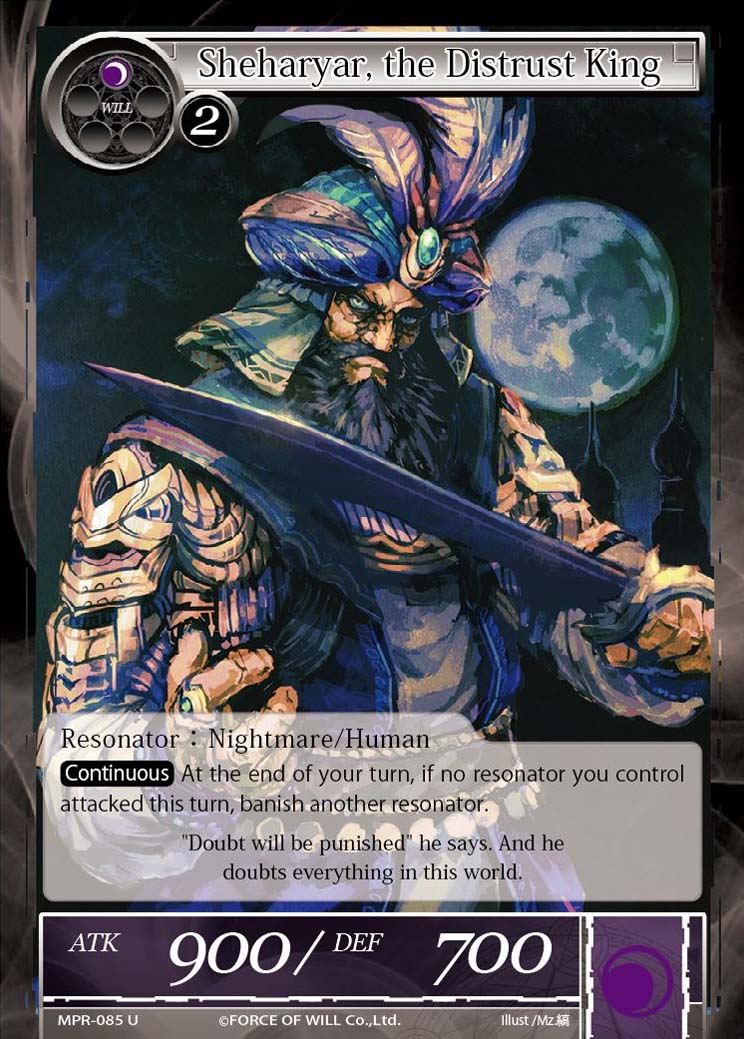 Sheharyar, the Distrust King
WILL
2
Resonator：Nightmare/Human
Continuous At the end of your turn, if no resonator you control
attacked this turn, banish another resonator.
"Doubt will be punished" he says. And he
doubts everything in this world.
ATK 900/ DEF 700
MPR-085 U ©FORCE OF WILL Co.,Ltd. Illust /Mz.縞